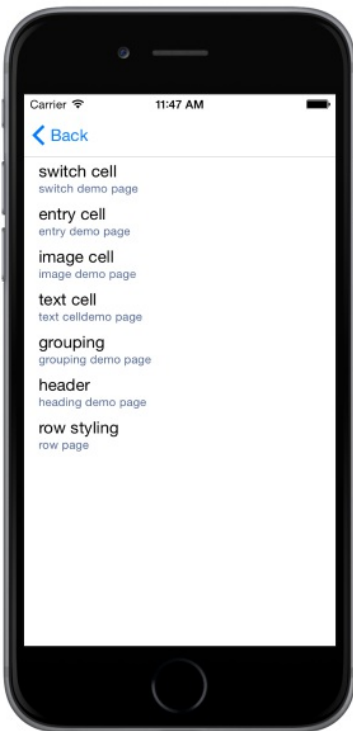 Carrier 11:47 AM
Back
switch cell
switch demo page
entry cell
entry demo page
image cell
image demo page
text cell
text celldemo page
grouping
grouping demo page
header
heading demo page
row styling
row page